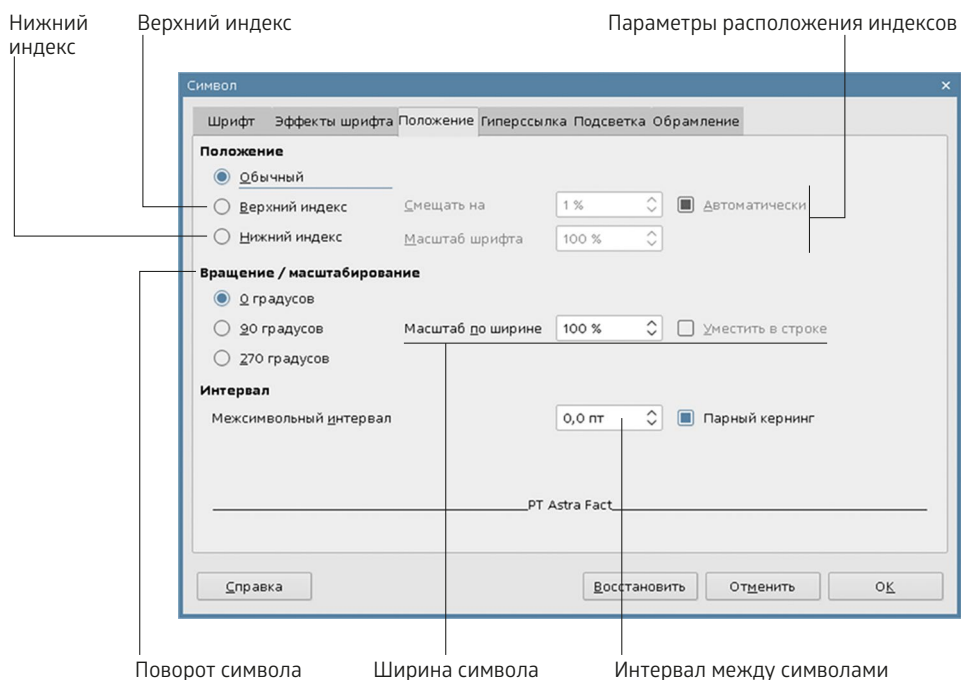 Нижний индекс
Верхний индекс
Параметры расположения индексов
Символ ×
Шрифт Эффекты шрифта Положение Гиперссылка Подсветка Обрамление
Положение
Обычный
Верхний индекс Смещать на 1 % Автоматически
Нижний индекс Масштаб шрифта 100 %
Вращение / масштабирование
0 градусов
90 градусов Масштаб по ширине 100 % Уместить в строке
270 градусов
Интервал
Межсимвольный интервал 0,0 пт Парный кернинг
PT Astra Fact
Справка Восстановить Отменить OK
Поворот символа Ширина символа Интервал между символами